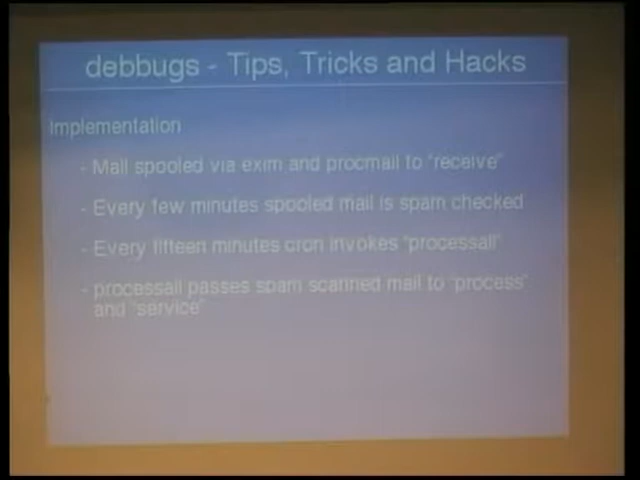 debbugs - Tips, Tricks and Hacks
Implementation
- Mail spooled via exim and procmail to "receive"
- Every few minutes spooled mail is spam checked
- Every fifteen minutes cron invokes "processall"
- processall passes spam scanned mail to "process"
and "service"